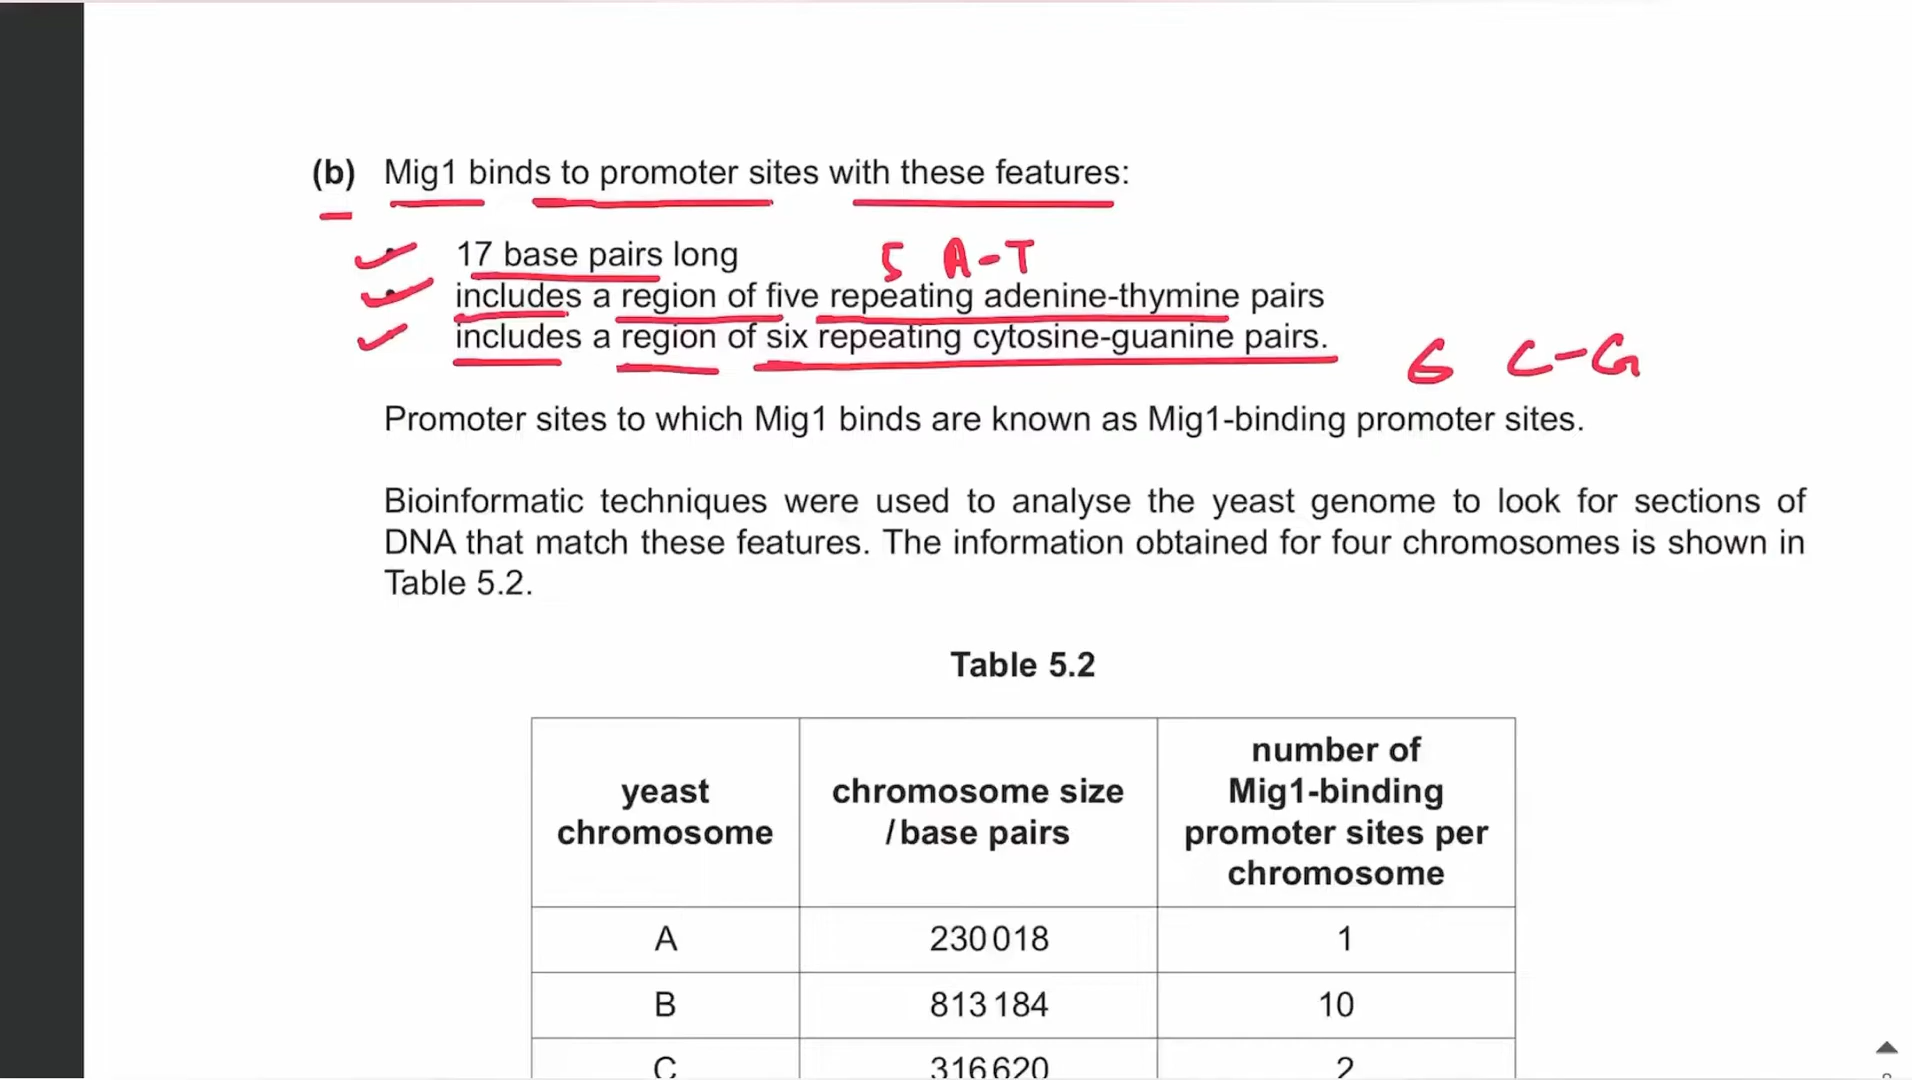 (b) Mig1 binds to promoter sites with these features:
• 17 base pairs long
5 A-T
• includes a region of five repeating adenine-thymine pairs
• includes a region of six repeating cytosine-guanine pairs.
6 C-G
Promoter sites to which Mig1 binds are known as Mig1-binding promoter sites.
Bioinformatic techniques were used to analyse the yeast genome to look for sections of
DNA that match these features. The information obtained for four chromosomes is shown in
Table 5.2.
Table 5.2
yeast chromosome
chromosome size / base pairs
number of Mig1-binding promoter sites per chromosome
A 230 018 1
B 813 184 10
C 316 620 2